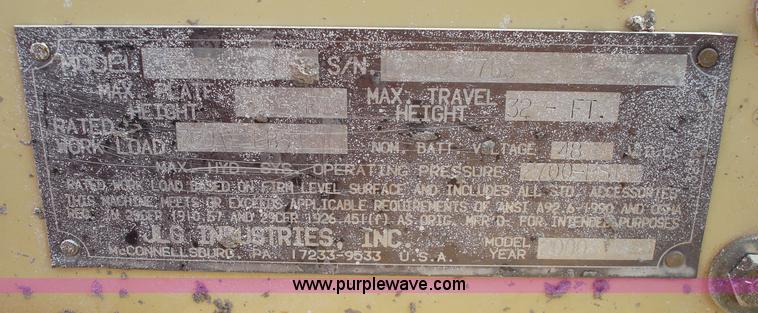 MODEL S/N
MAX. PLATF. HEIGHT MAX. TRAVEL HEIGHT 32 - FT.
RATED WORK LOAD NOM. BATT. VOLTAGE 48 V.D.C.
MAX. HYD. SYS. OPERATING PRESSURE
RATED WORK LOAD BASED ON FIRM LEVEL SURFACE AND INCLUDES ALL STD. ACCESSORIES
THIS MACHINE MEETS OR EXCEEDS APPLICABLE REQUIREMENTS OF ANSI A92.6-1990 AND OSHA
REG. IN 29CFR 1910.67 AND 29CFR 1926.451(f) AS ORIG. MF'D FOR INTENDED PURPOSES
JLG INDUSTRIES, INC. MODEL YEAR
McCONNELLSBURG PA. 17233-9533 U.S.A.
www.purplewave.com